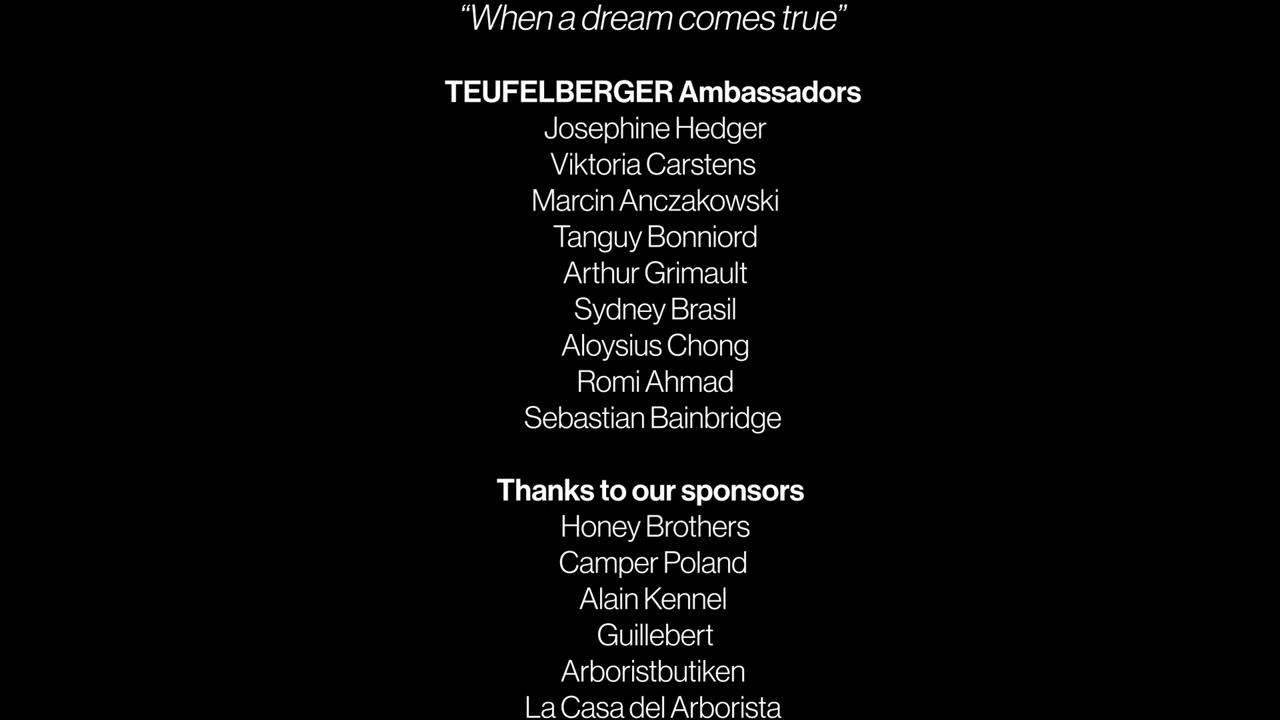 “When a dream comes true”
TEUFELBERGER Ambassadors
Josephine Hedger
Viktoria Carstens
Marcin Anczakowski
Tanguy Bonniord
Arthur Grimault
Sydney Brasil
Aloysius Chong
Romi Ahmad
Sebastian Bainbridge
Thanks to our sponsors
Honey Brothers
Camper Poland
Alain Kennel
Guillebert
Arboristbutiken
La Casa del Arborista